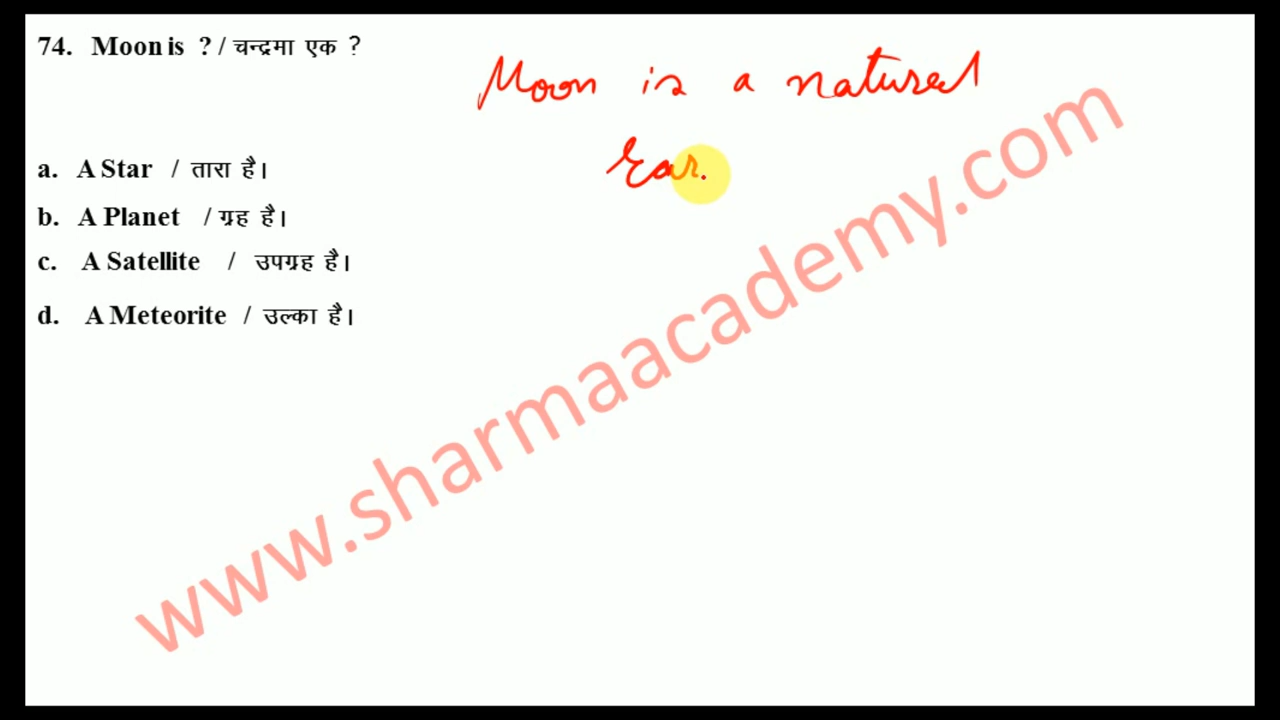 74. Moon is ? / चन्द्रमा एक ?
Moon is a natural
Ear
a. A Star / तारा है।
b. A Planet / ग्रह है।
c. A Satellite / उपग्रह है।
d. A Meteorite / उल्का है।
www.sharmaacademy.com